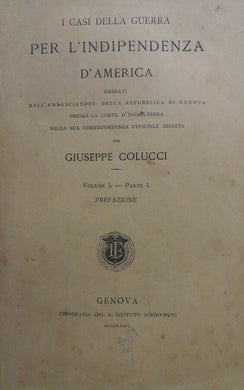 I CASI DELLA GUERRA
PER L'INDIPENDENZA
D'AMERICA
NARRATI
DALL'AMBASCIATORE DELLA REPUBBLICA DI GENOVA
PRESSO LA CORTE D'INGHILTERRA
NELLA SUA CORRISPONDENZA UFFICIALE INEDITA
PER
GIUSEPPE COLUCCI
VOLUME I. — PARTE I.
PREFAZIONE
GENOVA
TIPOGRAFIA DEL R. ISTITUTO SORDO-MUTI